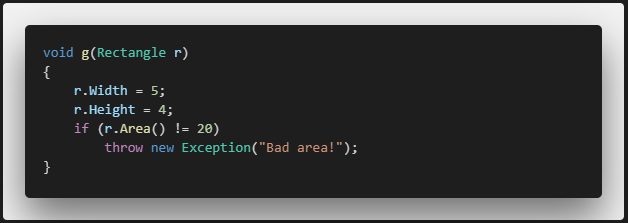 void g(Rectangle r)
{
    r.Width = 5;
    r.Height = 4;
    if (r.Area() != 20)
        throw new Exception("Bad area!");
}